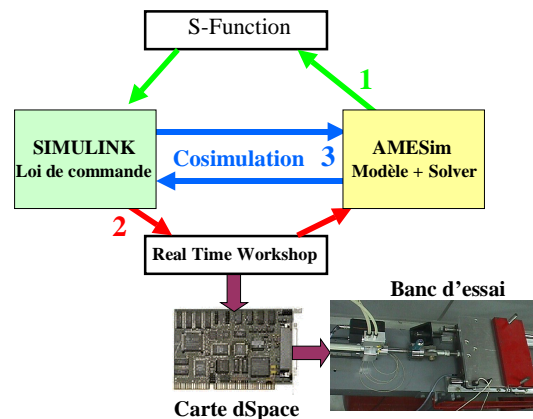 S-Function
1
SIMULINK
Loi de commande
Cosimulation 3
AMESim
Modèle + Solver
2
Real Time Workshop
Banc d'essai
Carte dSpace